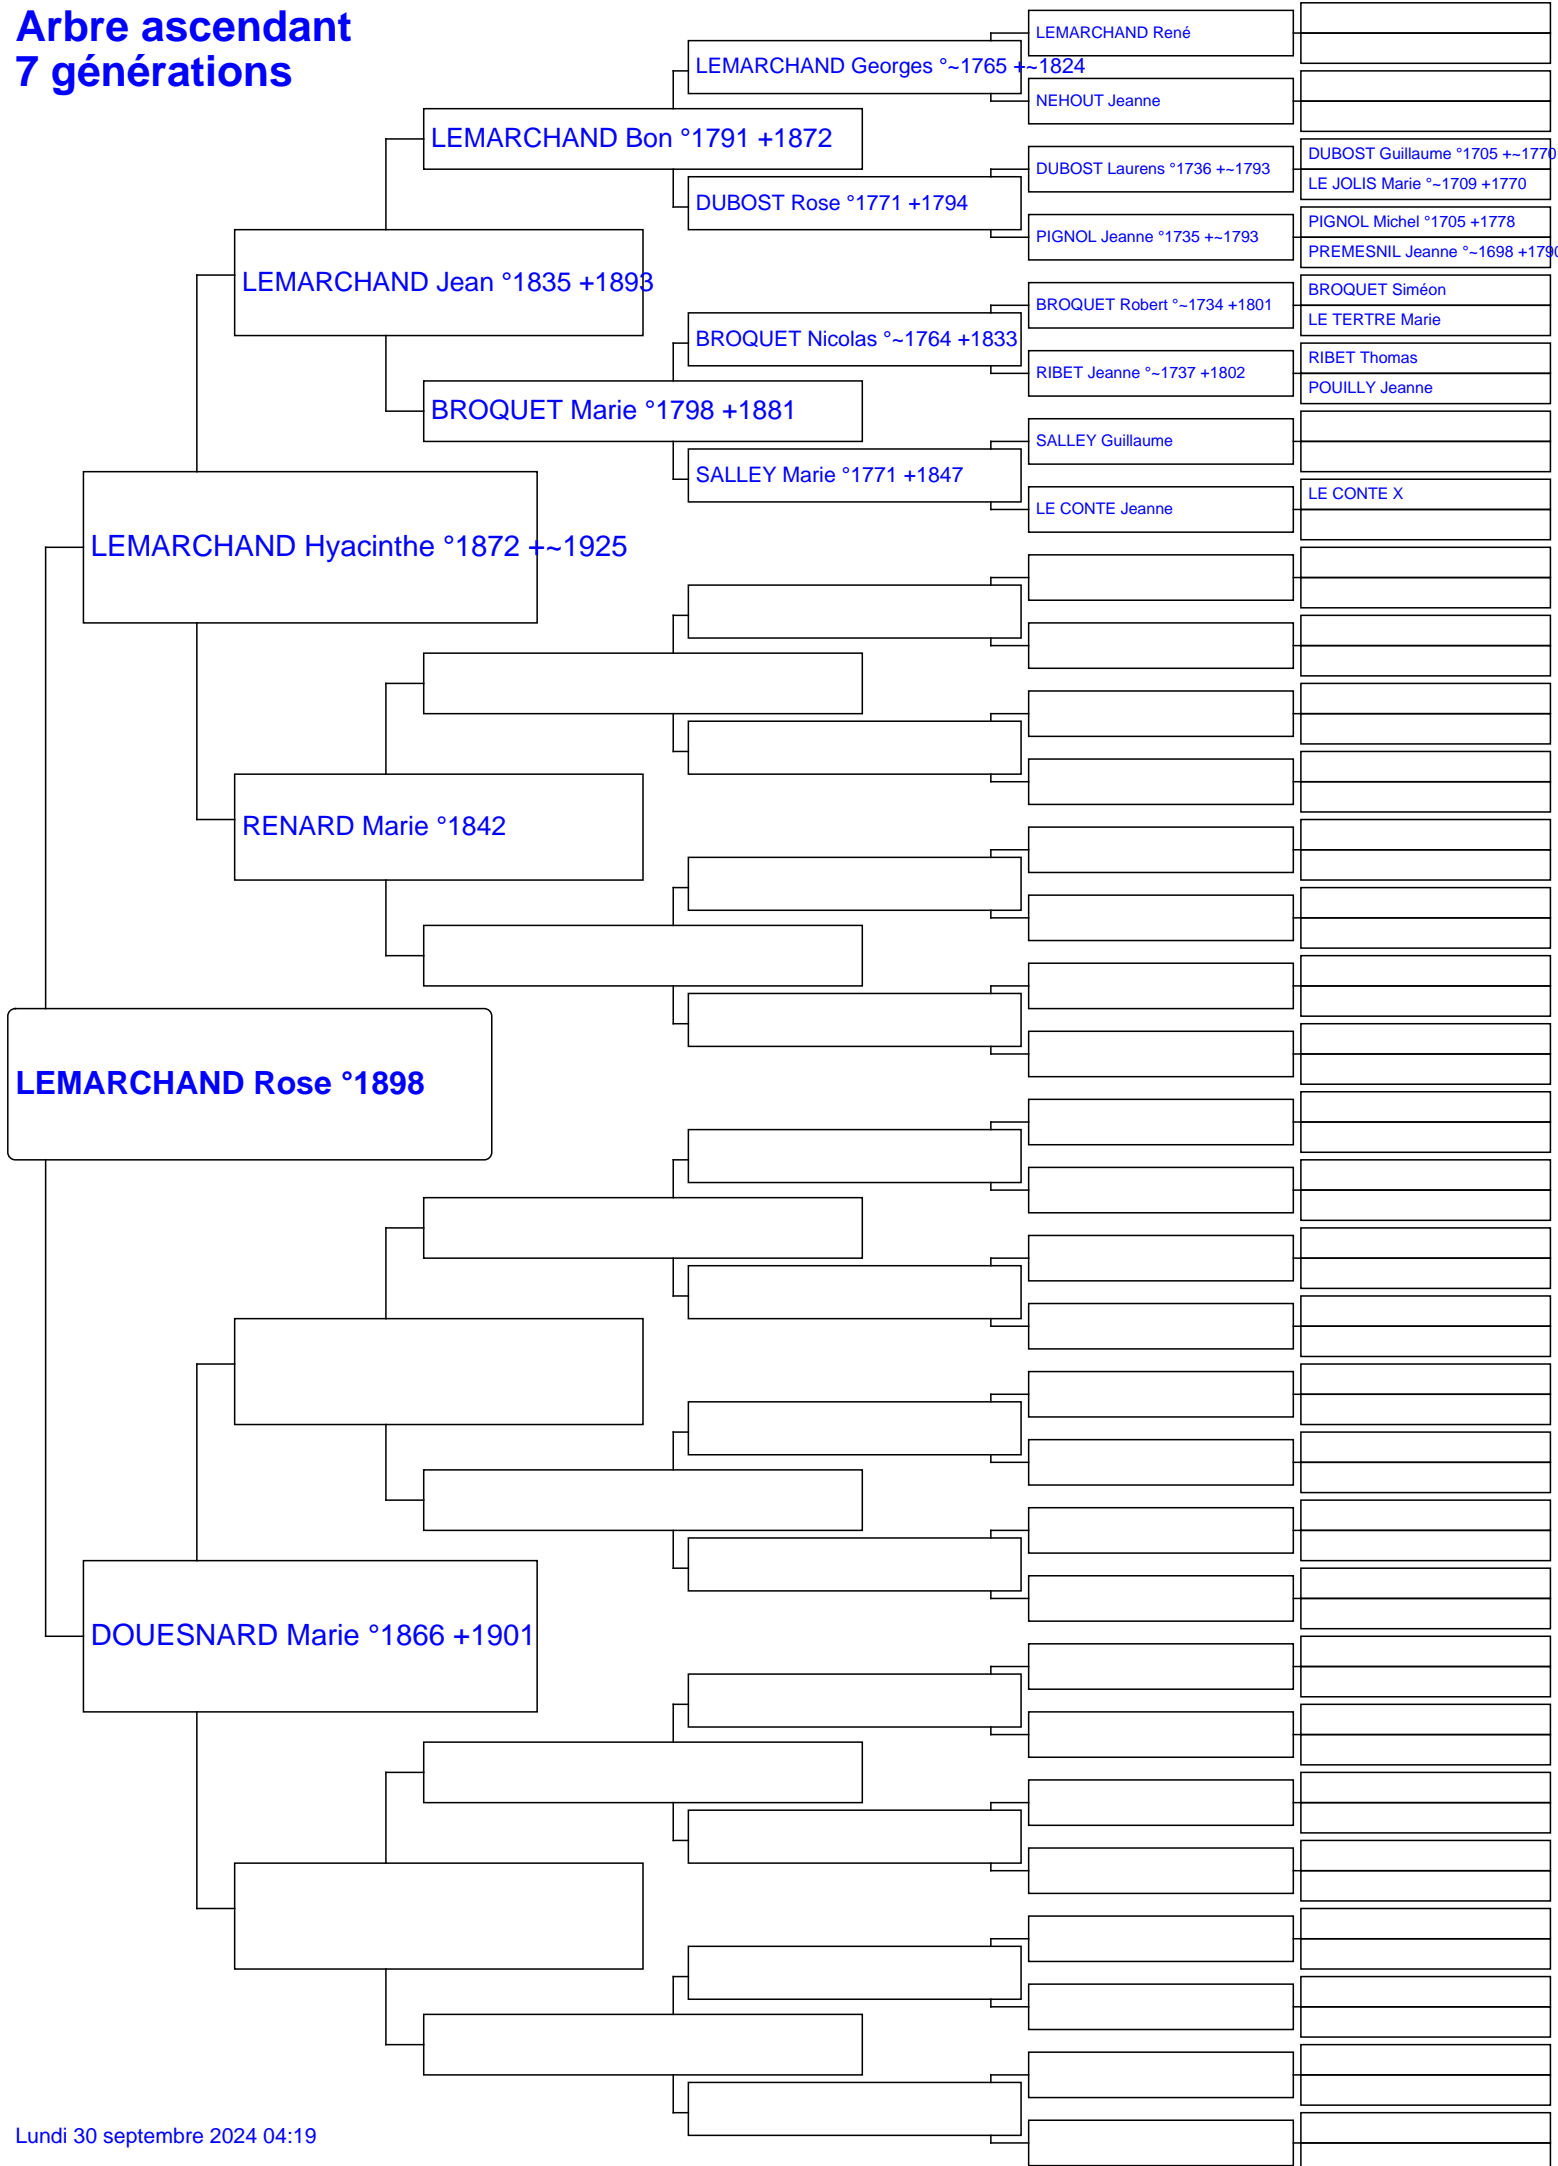 Arbre ascendant
7 générations
LEMARCHAND René
LEMARCHAND Georges °~1765 +~1824
NEHOUT Jeanne
LEMARCHAND Bon °1791 +1872
DUBOST Guillaume °1705 +~1770
DUBOST Laurens °1736 +~1793
LE JOLIS Marie °~1709 +1770
DUBOST Rose °1771 +1794
PIGNOL Michel °1705 +1778
PIGNOL Jeanne °1735 +~1793
PREMESNIL Jeanne °~1698 +1790
LEMARCHAND Jean °1835 +1893
BROQUET Siméon
BROQUET Robert °~1734 +1801
LE TERTRE Marie
BROQUET Nicolas °~1764 +1833
RIBET Thomas
RIBET Jeanne °~1737 +1802
POUILLY Jeanne
BROQUET Marie °1798 +1881
SALLEY Guillaume
SALLEY Marie °1771 +1847
LE CONTE X
LE CONTE Jeanne
LEMARCHAND Hyacinthe °1872 +~1925
RENARD Marie °1842
LEMARCHAND Rose °1898
DOUESNARD Marie °1866 +1901
Lundi 30 septembre 2024 04:19